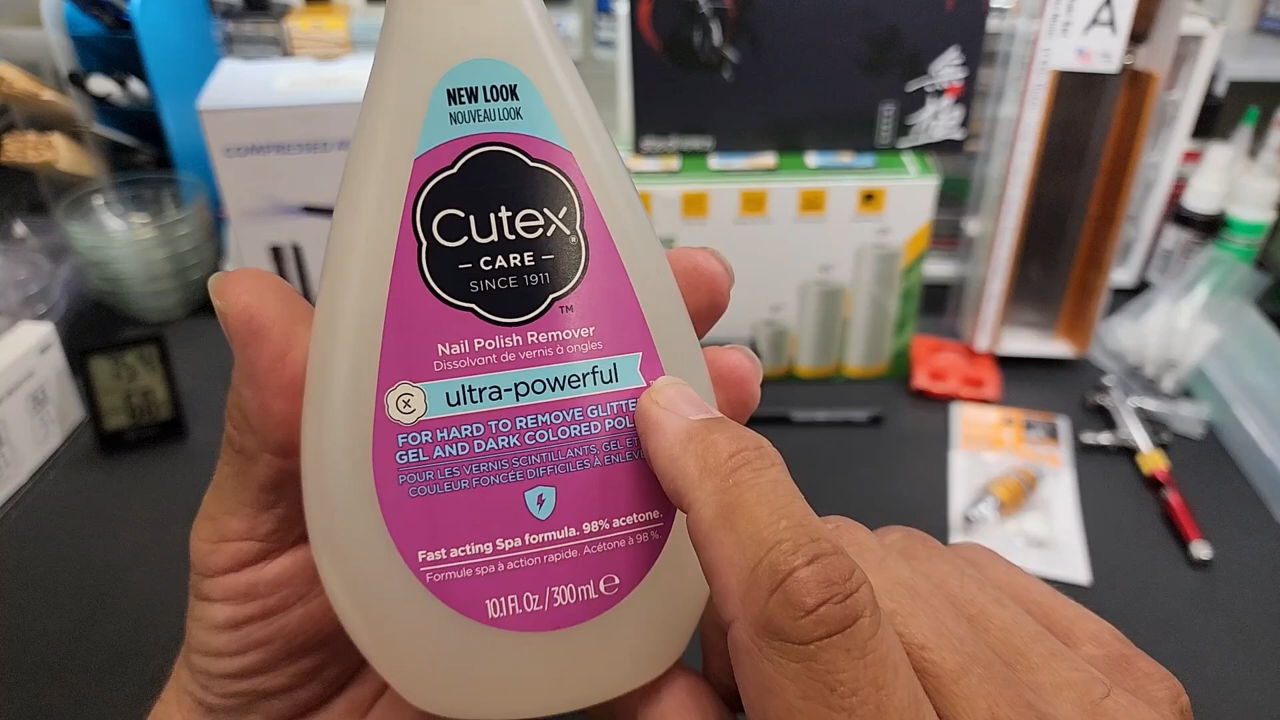 NEW LOOK
NOUVEAU LOOK
Cutex®
CARE
SINCE 1911
™
Nail Polish Remover
Dissolvant de vernis à ongles
ultra-powerful
FOR HARD TO REMOVE
GEL AND DARK COLORED
POUR LES VERNIS SCINTILLANTS, GEL
COULEUR FONCÉE DIFFICILES À
Fast acting Spa formula. 98% acetone.
Formule spa à action rapide. Acétone à 98 %.
10.1 Fl. Oz. / 300 mL ℮
COMPRESSED
A